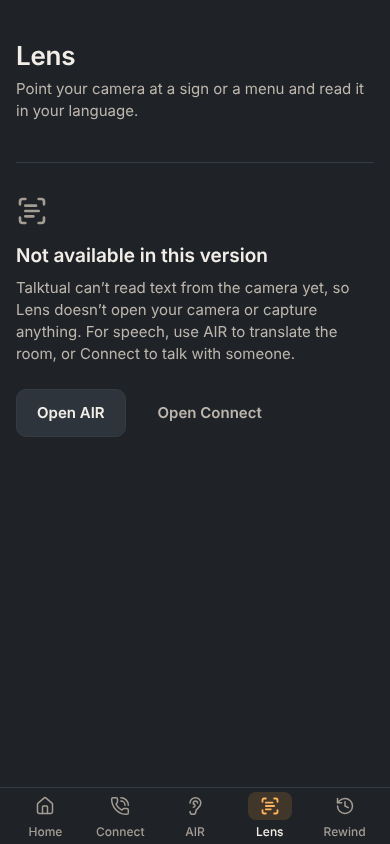 Lens
Point your camera at a sign or a menu and read it
in your language.
Not available in this version
Talktual can’t read text from the camera yet, so
Lens doesn’t open your camera or capture
anything. For speech, use AIR to translate the
room, or Connect to talk with someone.
Open AIR
Open Connect
Home
Connect
AIR
Lens
Rewind